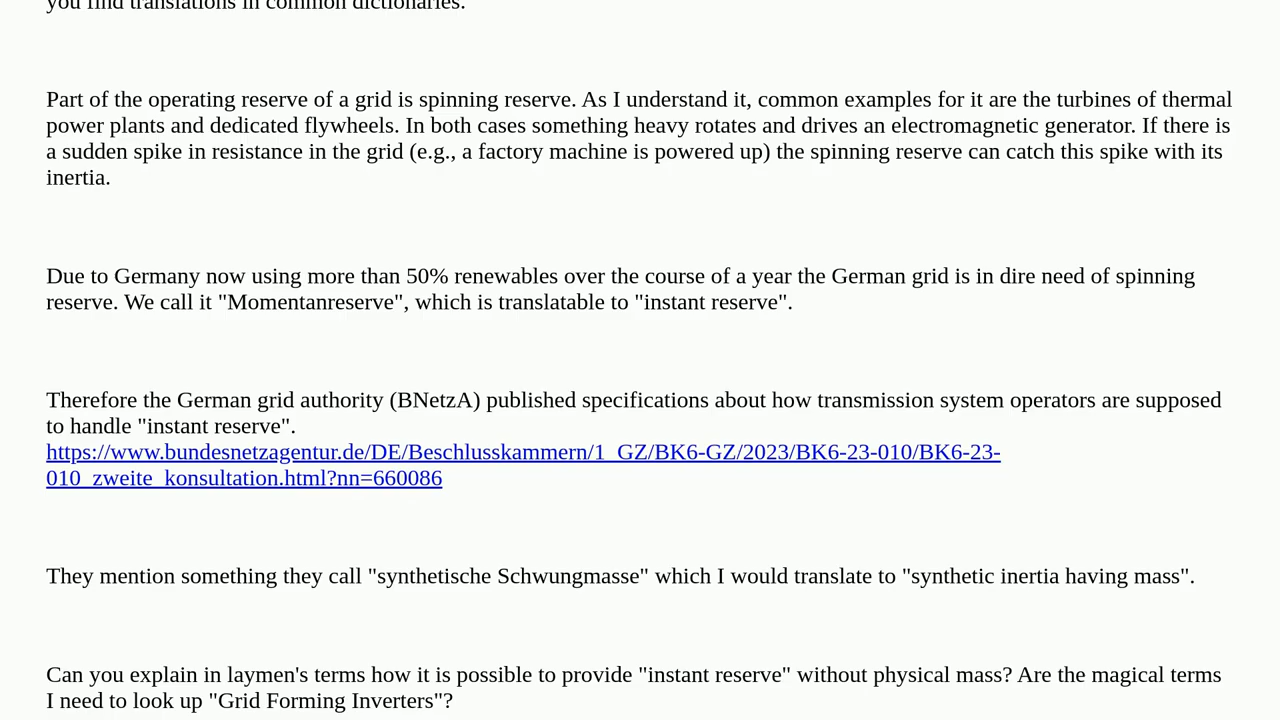 you find translations in common dictionaries.
Part of the operating reserve of a grid is spinning reserve. As I understand it, common examples for it are the turbines of thermal
power plants and dedicated flywheels. In both cases something heavy rotates and drives an electromagnetic generator. If there is
a sudden spike in resistance in the grid (e.g., a factory machine is powered up) the spinning reserve can catch this spike with its
inertia.
Due to Germany now using more than 50% renewables over the course of a year the German grid is in dire need of spinning
reserve. We call it "Momentanreserve", which is translatable to "instant reserve".
Therefore the German grid authority (BNetzA) published specifications about how transmission system operators are supposed
to handle "instant reserve".
https://www.bundesnetzagentur.de/DE/Beschlusskammern/1_GZ/BK6-GZ/2023/BK6-23-010/BK6-23-
010_zweite_konsultation.html?nn=660086
They mention something they call "synthetische Schwungmasse" which I would translate to "synthetic inertia having mass".
Can you explain in laymen's terms how it is possible to provide "instant reserve" without physical mass? Are the magical terms
I need to look up "Grid Forming Inverters"?